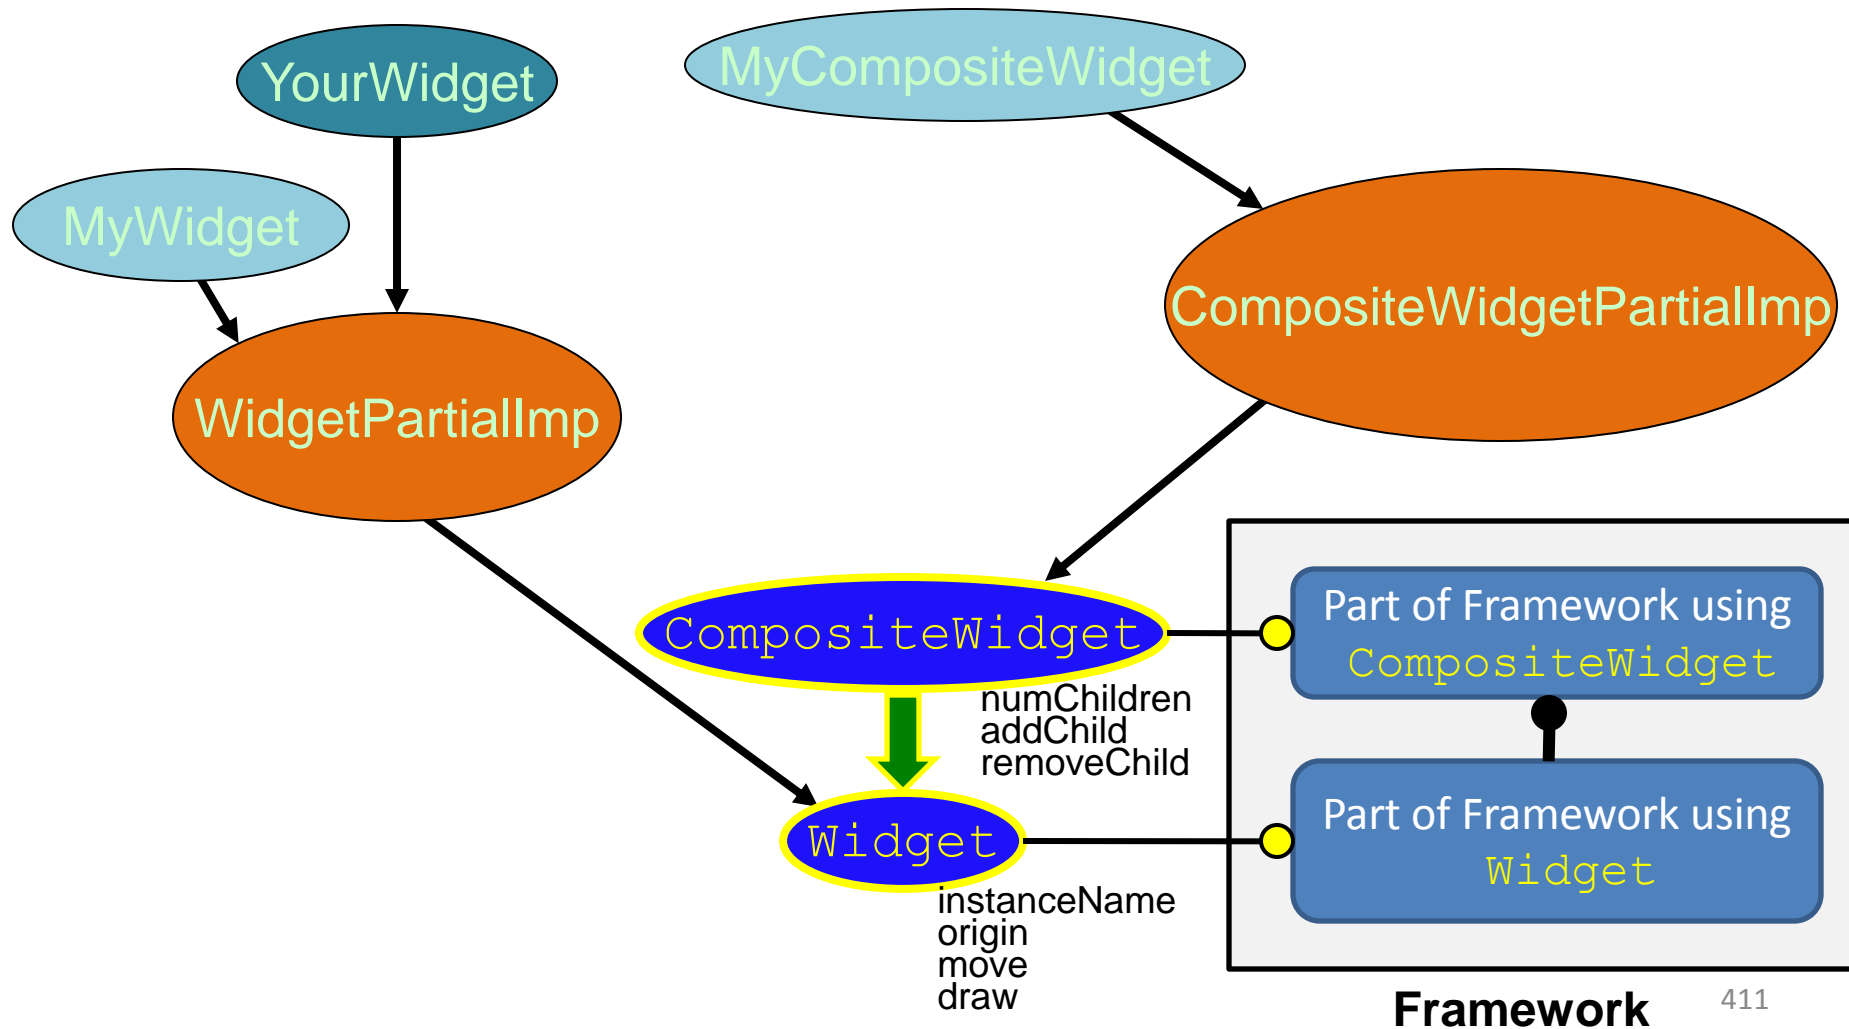 YourWidget
MyCompositeWidget
MyWidget
CompositeWidgetPartialImp
WidgetPartialImp
CompositeWidget
numChildren
addChild
removeChild
Part of Framework using
CompositeWidget
Widget
instanceName
origin
move
draw
Part of Framework using
Widget
Framework
411